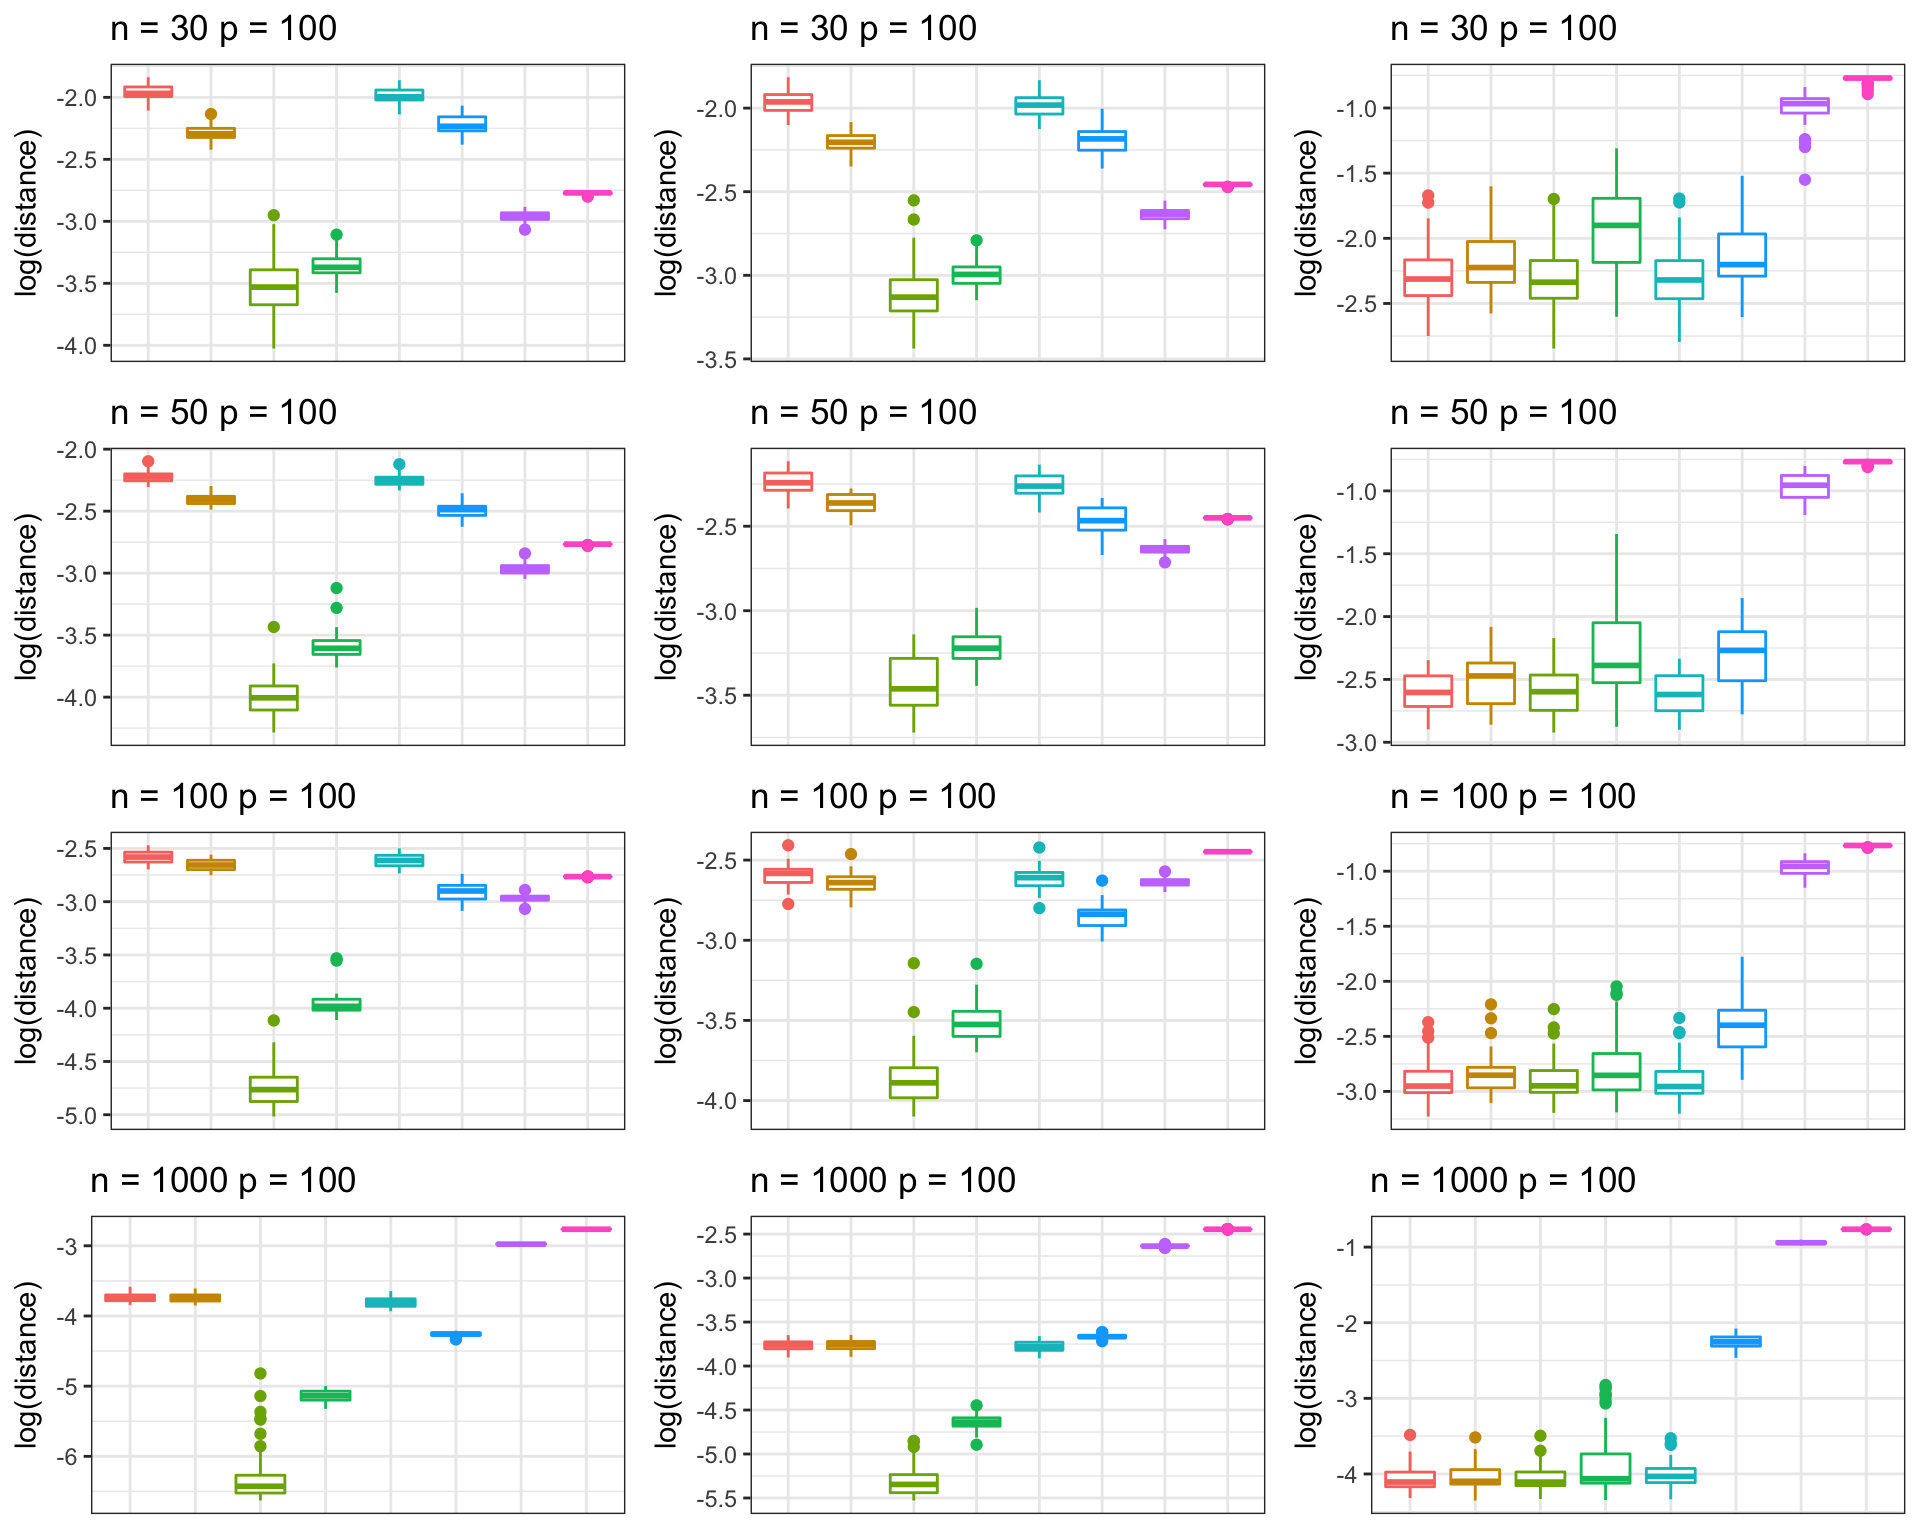 n = 30 p = 100
log(distance)
-2.0
-2.5
-3.0
-3.5
-4.0
n = 30 p = 100
log(distance)
-2.0
-2.5
-3.0
-3.5
n = 30 p = 100
log(distance)
-1.0
-1.5
-2.0
-2.5
n = 50 p = 100
log(distance)
-2.0
-2.5
-3.0
-3.5
-4.0
n = 50 p = 100
log(distance)
-2.5
-3.0
-3.5
n = 50 p = 100
log(distance)
-1.0
-1.5
-2.0
-2.5
-3.0
n = 100 p = 100
log(distance)
-2.5
-3.0
-3.5
-4.0
-4.5
-5.0
n = 100 p = 100
log(distance)
-2.5
-3.0
-3.5
-4.0
n = 100 p = 100
log(distance)
-1.0
-1.5
-2.0
-2.5
-3.0
n = 1000 p = 100
log(distance)
-3
-4
-5
-6
n = 1000 p = 100
log(distance)
-2.5
-3.0
-3.5
-4.0
-4.5
-5.0
-5.5
n = 1000 p = 100
log(distance)
-1
-2
-3
-4